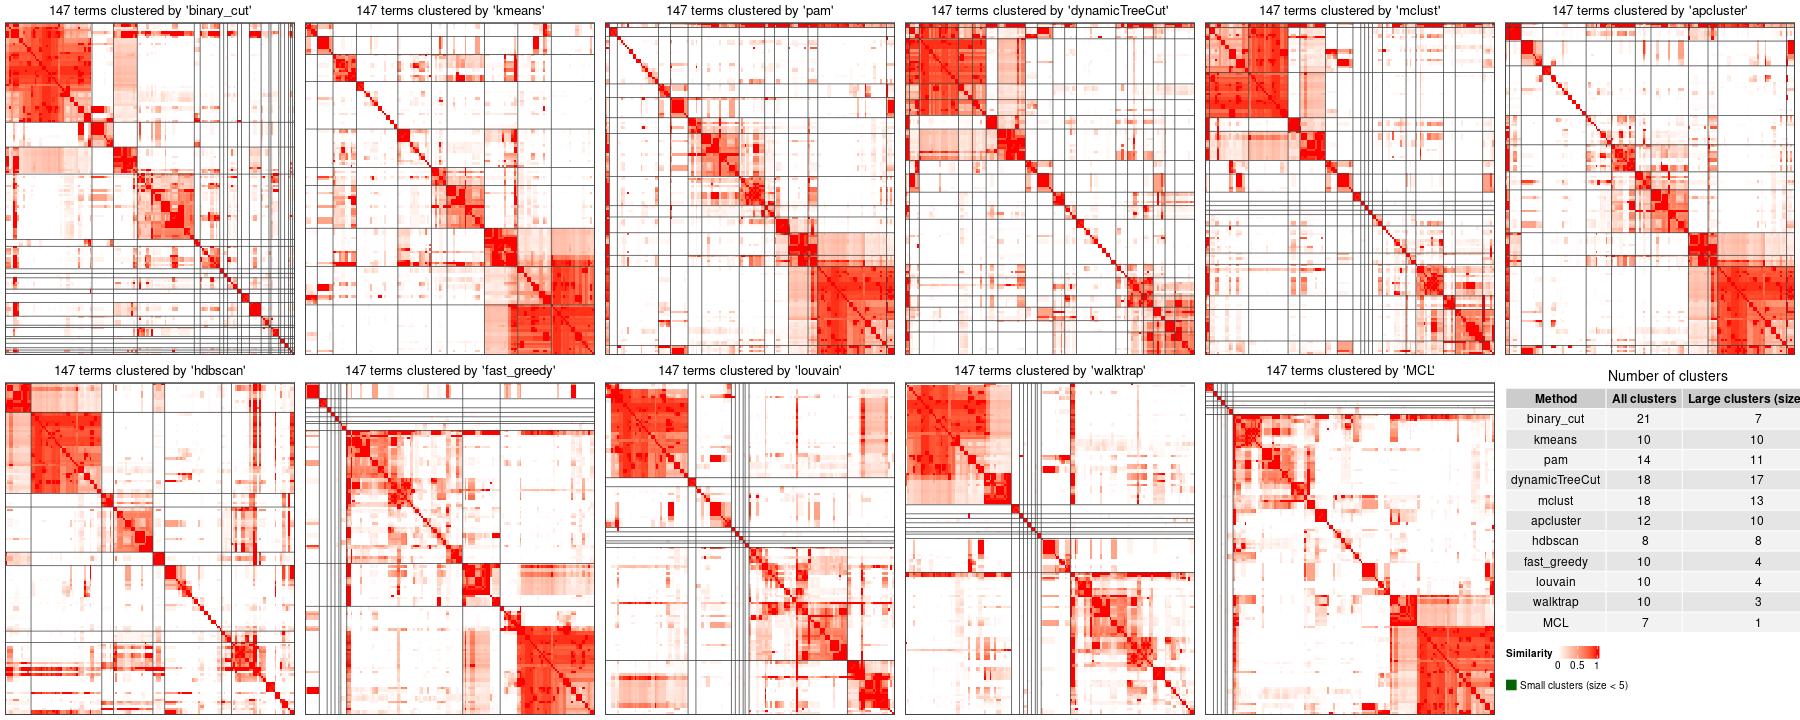 147 terms clustered by 'binary_cut'
147 terms clustered by 'kmeans'
147 terms clustered by 'pam'
147 terms clustered by 'dynamicTreeCut'
147 terms clustered by 'mclust'
147 terms clustered by 'apcluster'
147 terms clustered by 'hdbscan'
147 terms clustered by 'fast_greedy'
147 terms clustered by 'louvain'
147 terms clustered by 'walktrap'
147 terms clustered by 'MCL'
Number of clusters
Method All clusters Large clusters (size
binary_cut 21 7
kmeans 10 10
pam 14 11
dynamicTreeCut 18 17
mclust 18 13
apcluster 12 10
hdbscan 8 8
fast_greedy 10 4
louvain 10 4
walktrap 10 3
MCL 7 1
Similarity
0 0.5 1
Small clusters (size < 5)